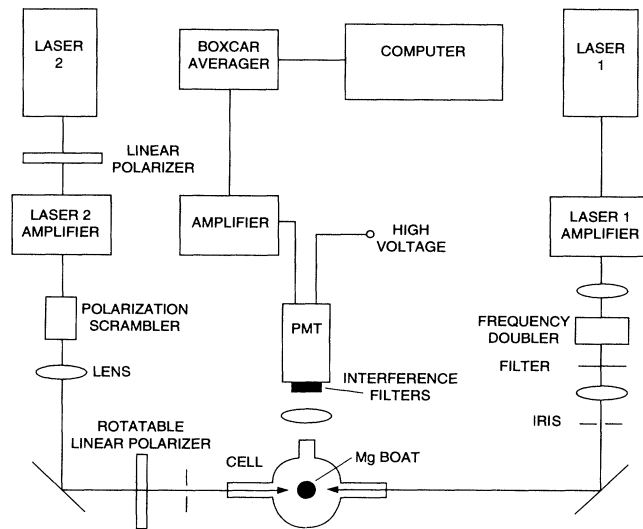 LASER
2
BOXCAR
AVERAGER
COMPUTER
LASER
1
LINEAR
POLARIZER
LASER 2
AMPLIFIER
AMPLIFIER
HIGH
VOLTAGE
LASER 1
AMPLIFIER
POLARIZATION
SCRAMBLER
PMT
FREQUENCY
DOUBLER
LENS
INTERFERENCE
FILTERS
FILTER
ROTATABLE
LINEAR POLARIZER
IRIS
CELL
Mg BOAT